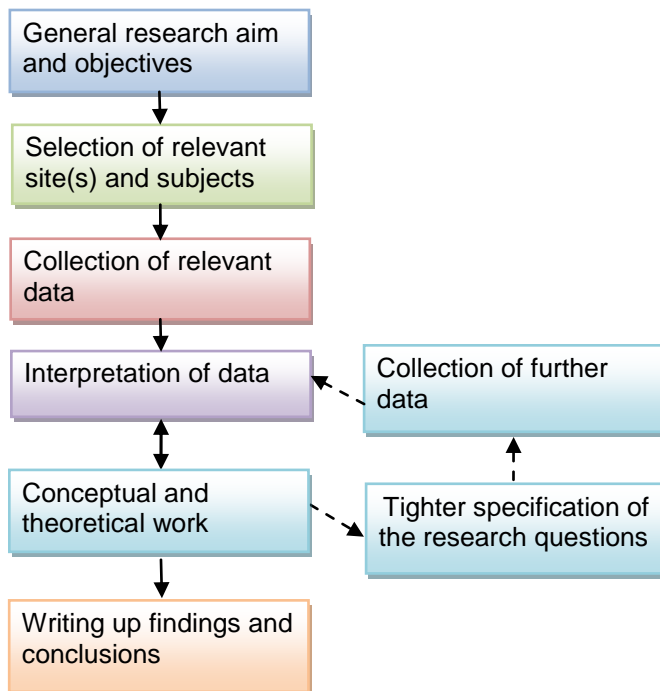 General research aim
and objectives
Selection of relevant
site(s) and subjects
Collection of relevant
data
Interpretation of data
Collection of further
data
Conceptual and
theoretical work
Tighter specification of
the research questions
Writing up findings and
conclusions